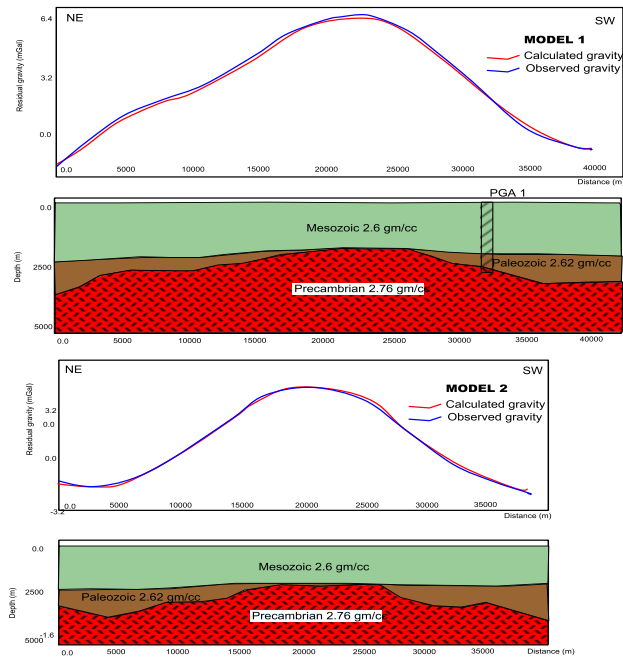 NE
SW
6.4
MODEL 1
Calculated gravity
Observed gravity
Residual gravity (mGal)
3.2
0.0
0.0 5000 10000 15000 20000 25000 30000 35000 40000
Distance (m)
PGA 1
0.0
Mesozoic 2.6 gm/cc
Paleozoic 2.62 gm/cc
Depth (m)
2500
Precambrian 2.76 gm/c
5000
0.0 5000 10000 15000 20000 25000 30000 35000 40000
NE
SW
MODEL 2
Calculated gravity
Observed gravity
Residual gravity (mGal)
3.2
0.0
0.0
-3.2
0.0 5000 10000 15000 20000 25000 30000 35000
Distance (m)
0.0
Mesozoic 2.6 gm/cc
Depth (m)
2500
Paleozoic 2.62 gm/cc
Precambrian 2.76 gm/c
5000
-1.6
0.0 5000 10000 15000 20000 25000 30000 35000
Distance (m)